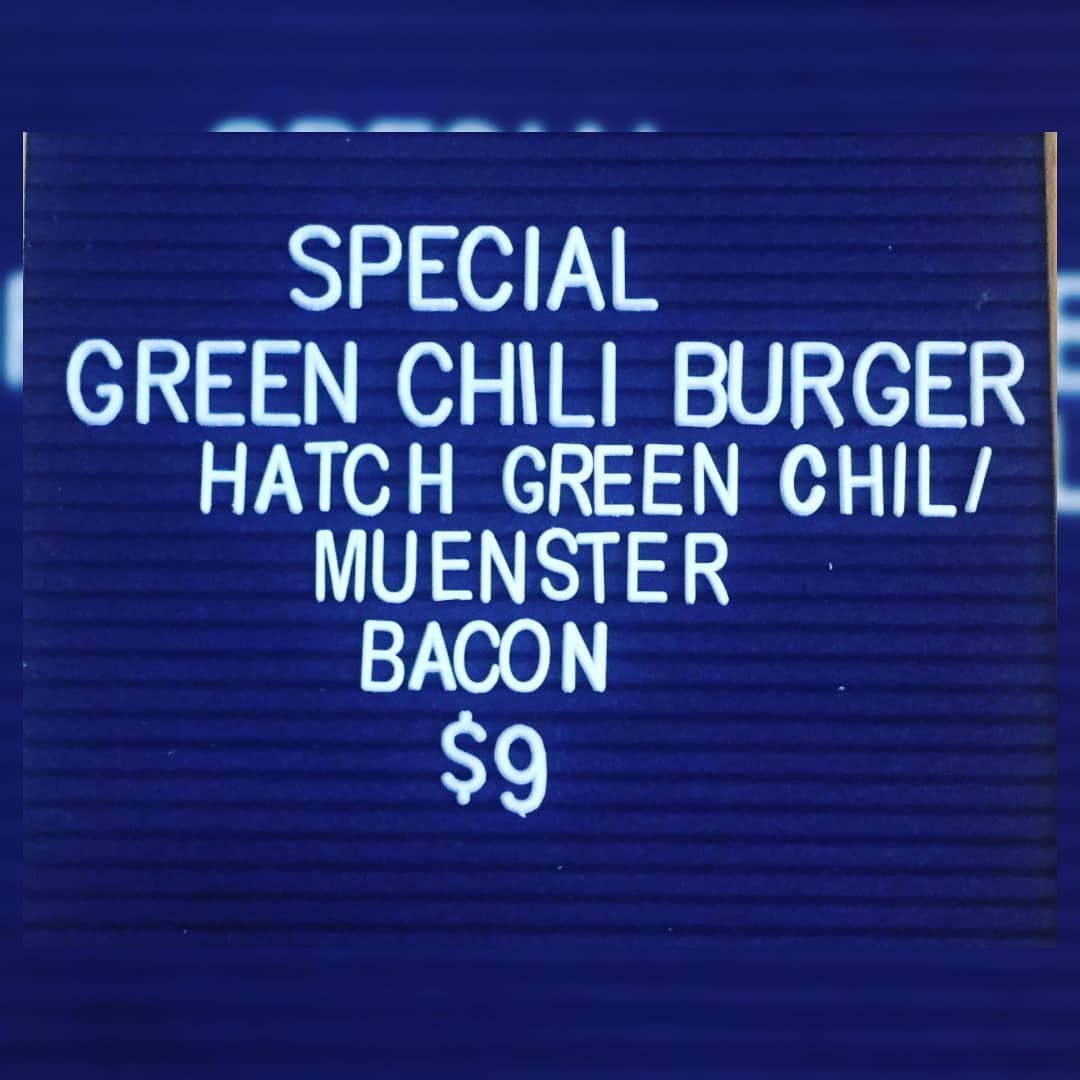 SPECIAL
GREEN CHILI BURGER
HATCH GREEN CHIL/
MUENSTER
BACON
$9